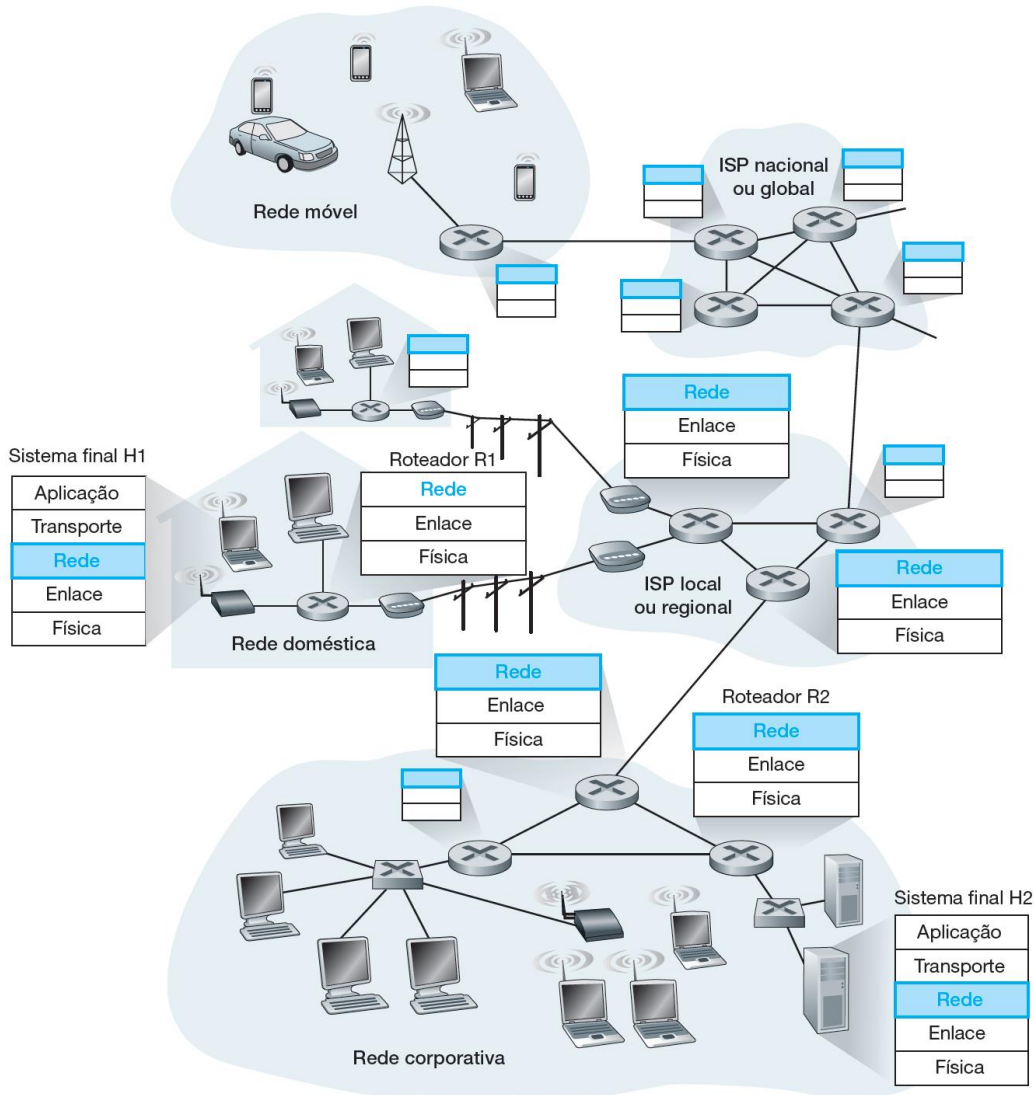 ISP nacional
ou global
Rede móvel
Rede
Enlace
Física
Sistema final H1
Aplicação
Transporte
Rede
Enlace
Física
Roteador R1
Rede
Enlace
Física
ISP local
ou regional
Rede
Enlace
Física
Rede doméstica
Rede
Enlace
Física
Roteador R2
Rede
Enlace
Física
Sistema final H2
Aplicação
Transporte
Rede
Enlace
Física
Rede corporativa